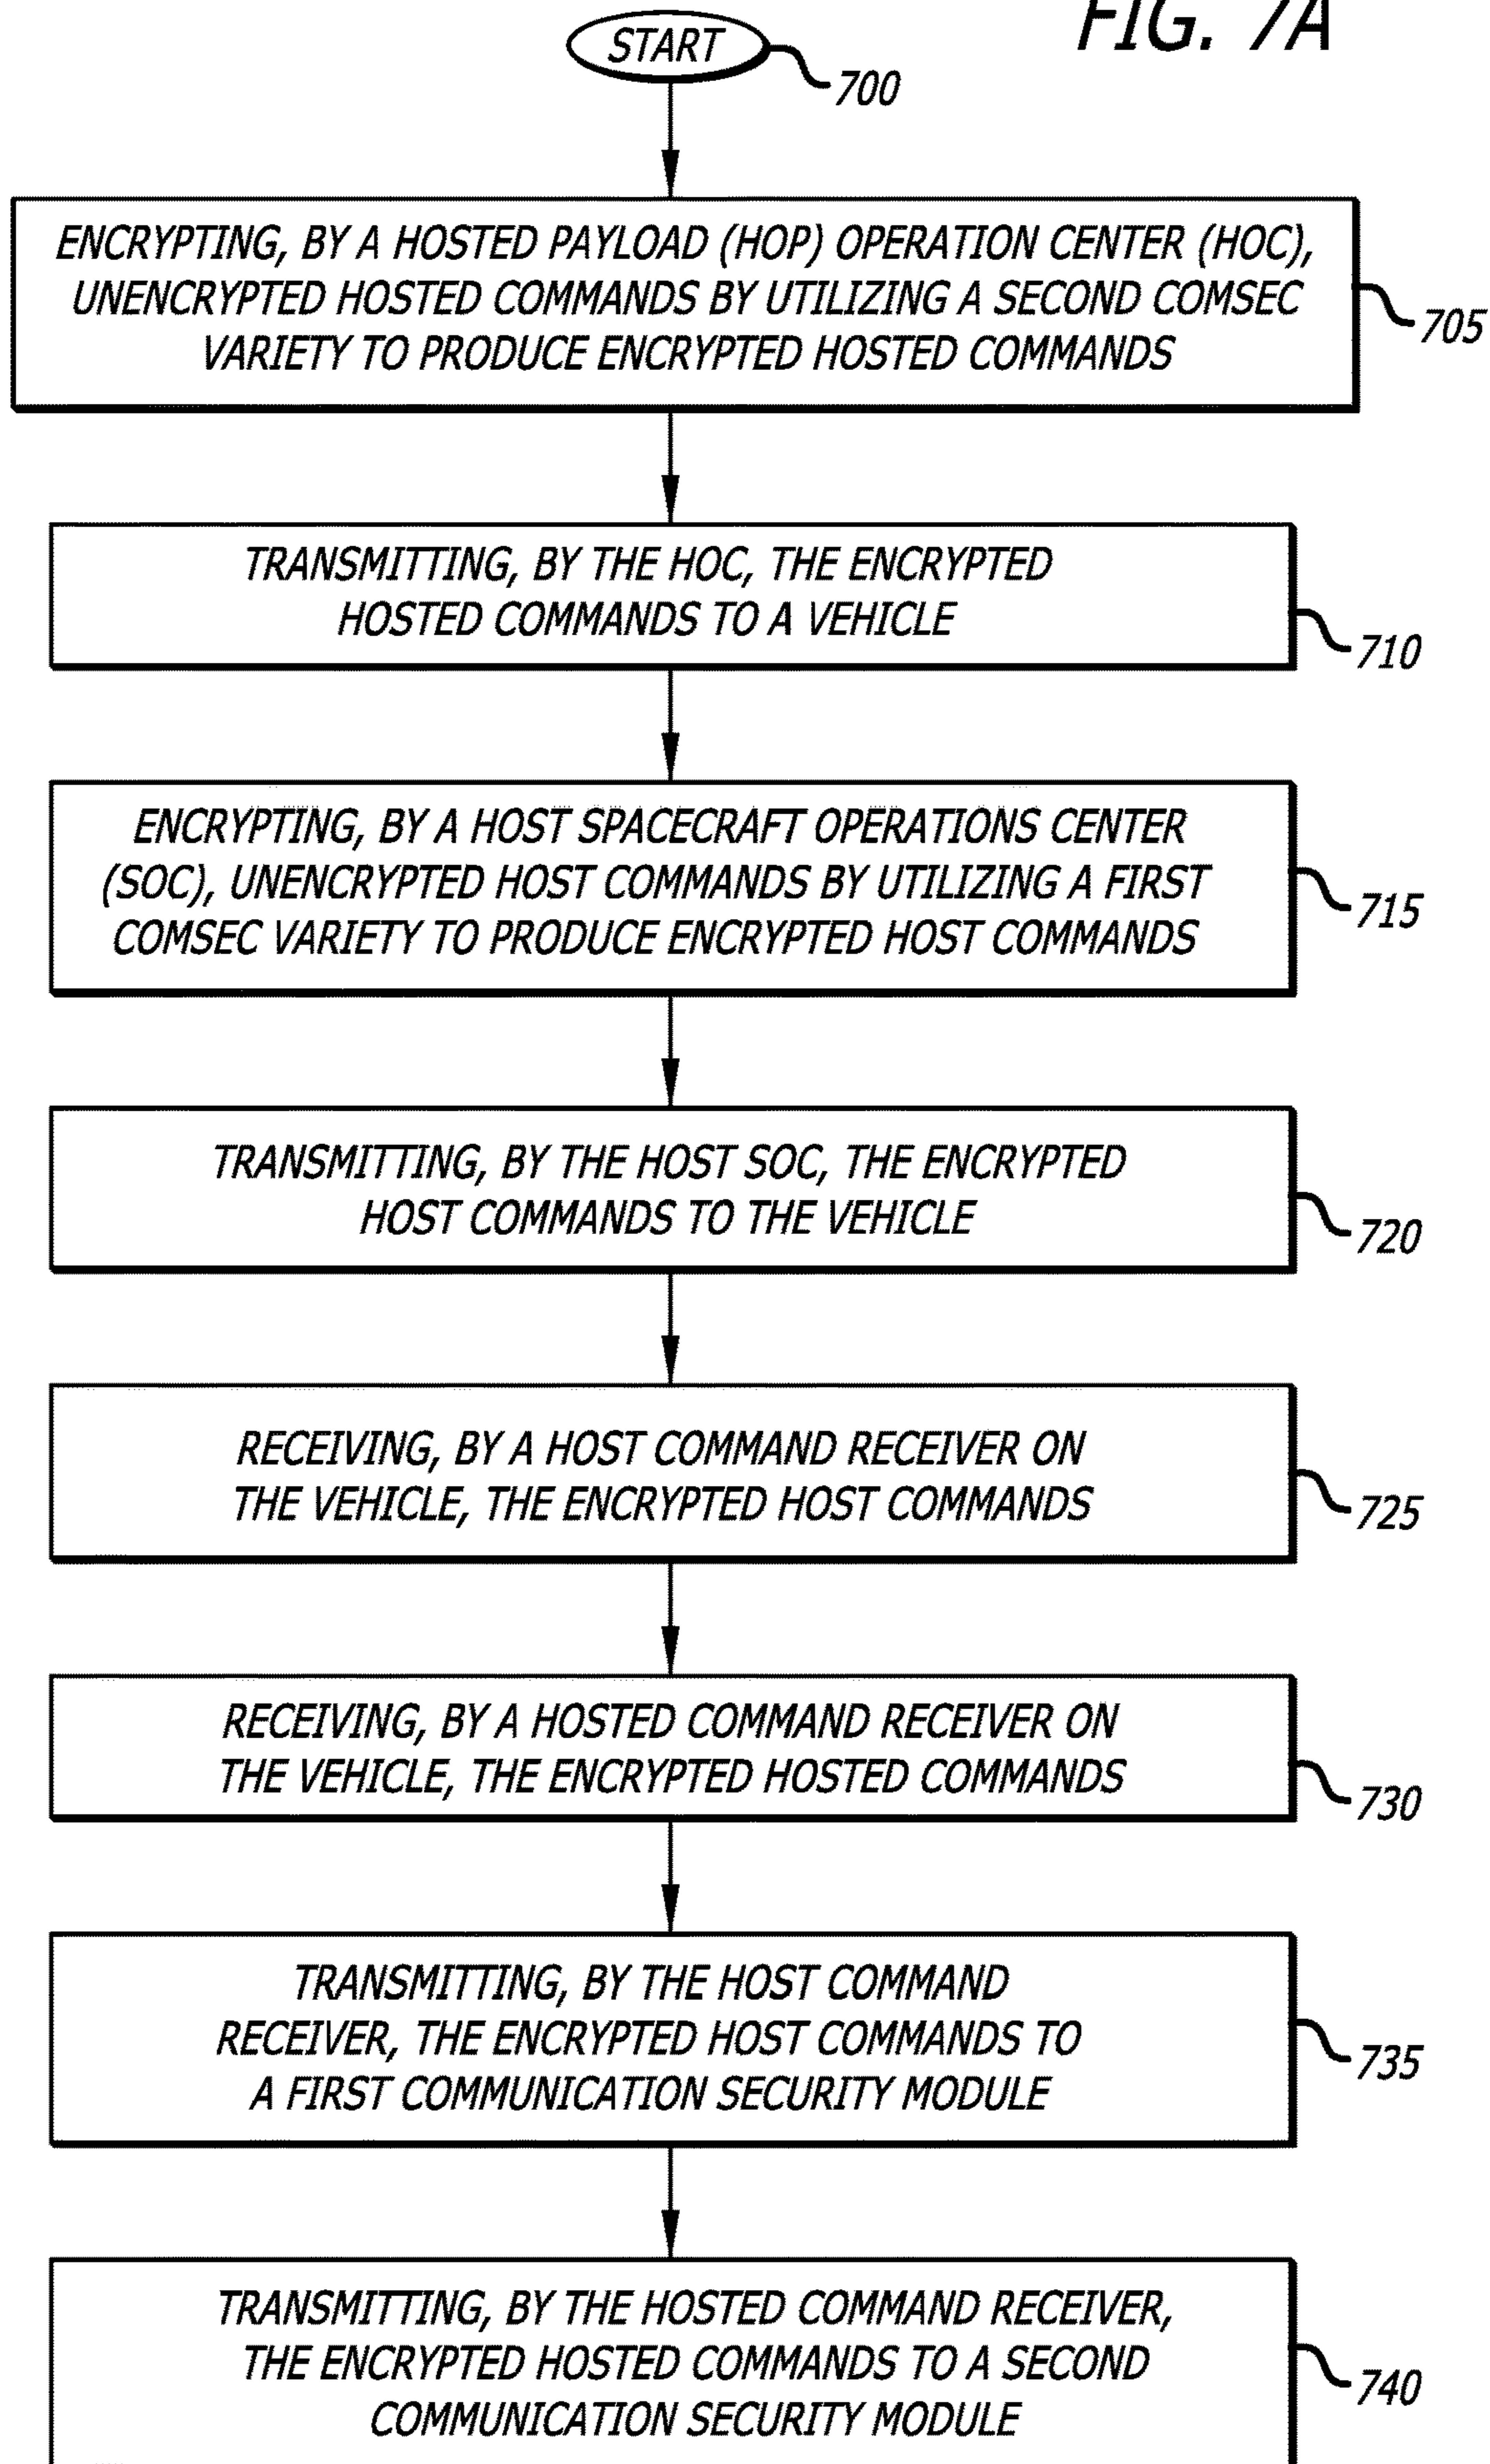 FIG. 7A
START
700
ENCRYPTING, BY A HOSTED PAYLOAD (HOP) OPERATION CENTER (HOC),
UNENCRYPTED HOSTED COMMANDS BY UTILIZING A SECOND COMSEC
VARIETY TO PRODUCE ENCRYPTED HOSTED COMMANDS
705
TRANSMITTING, BY THE HOC, THE ENCRYPTED
HOSTED COMMANDS TO A VEHICLE
710
ENCRYPTING, BY A HOST SPACECRAFT OPERATIONS CENTER
(SOC), UNENCRYPTED HOST COMMANDS BY UTILIZING A FIRST
COMSEC VARIETY TO PRODUCE ENCRYPTED HOST COMMANDS
715
TRANSMITTING, BY THE HOST SOC, THE ENCRYPTED
HOST COMMANDS TO THE VEHICLE
720
RECEIVING, BY A HOST COMMAND RECEIVER ON
THE VEHICLE, THE ENCRYPTED HOST COMMANDS
725
RECEIVING, BY A HOSTED COMMAND RECEIVER ON
THE VEHICLE, THE ENCRYPTED HOSTED COMMANDS
730
TRANSMITTING, BY THE HOST COMMAND
RECEIVER, THE ENCRYPTED HOST COMMANDS TO
A FIRST COMMUNICATION SECURITY MODULE
735
TRANSMITTING, BY THE HOSTED COMMAND RECEIVER,
THE ENCRYPTED HOSTED COMMANDS TO A SECOND
COMMUNICATION SECURITY MODULE
740